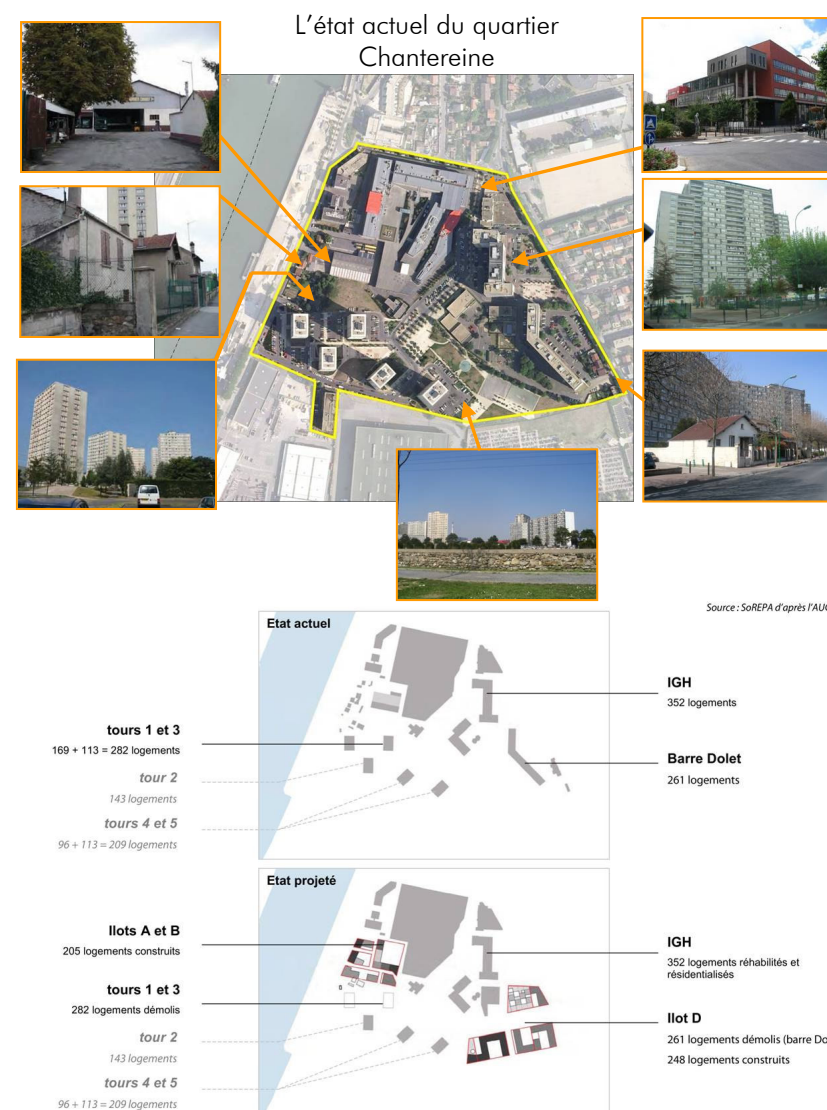 L'état actuel du quartier
Chantereine
Source : SoREPA d'après l'AUC
Etat actuel
IGH
352 logements
tours 1 et 3
169 + 113 = 282 logements
Barre Dolet
261 logements
tour 2
143 logements
tours 4 et 5
96 + 113 = 209 logements
Etat projeté
Ilots A et B
205 logements construits
IGH
352 logements réhabilités et
résidentialisés
tours 1 et 3
282 logements démolis
Ilot D
261 logements démolis (barre Do
248 logements construits
tour 2
143 logements
tours 4 et 5
96 + 113 = 209 logements